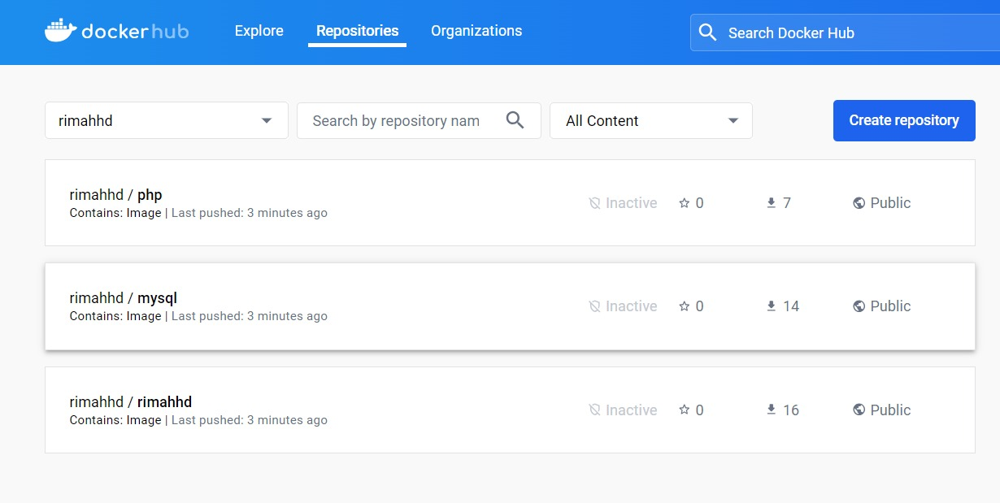 dockerhub Explore Repositories Organizations Search Docker Hub
rimahhd Search by repository nam All Content Create repository
rimahhd / php
Inactive 0 7 Public
Contains: Image | Last pushed: 3 minutes ago
rimahhd / mysql
Inactive 0 14 Public
Contains: Image | Last pushed: 3 minutes ago
rimahhd / rimahhd
Inactive 0 16 Public
Contains: Image | Last pushed: 3 minutes ago